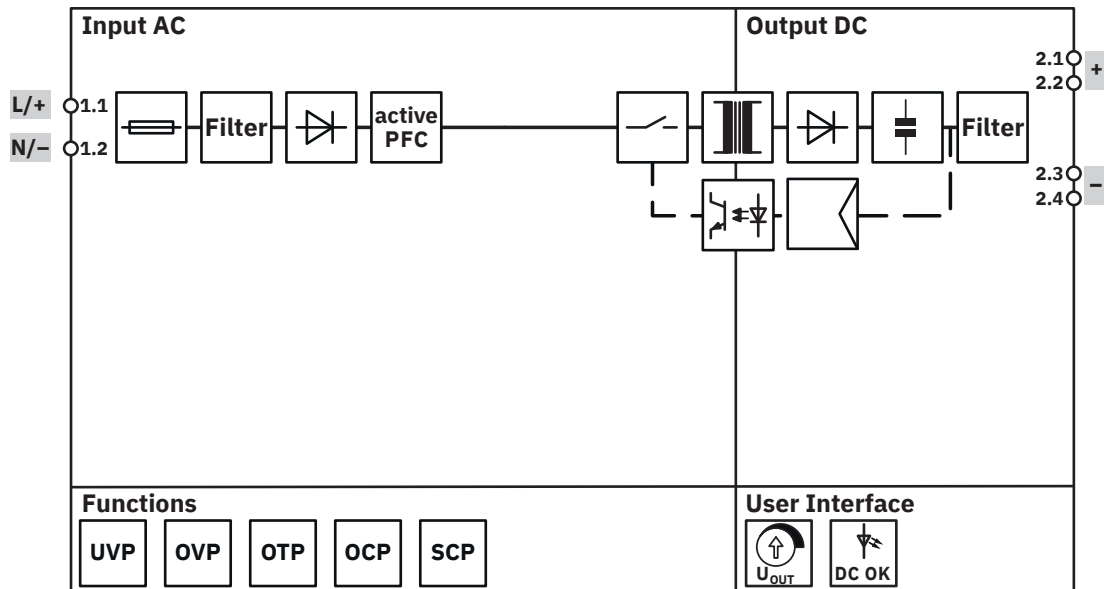 Input AC
Output DC
2.1
+
2.2
L/+
1.1
Filter
active
PFC
Filter
N/–
1.2
2.3
–
2.4
Functions
User Interface
UVP
OVP
OTP
OCP
SCP
UOUT
DC OK